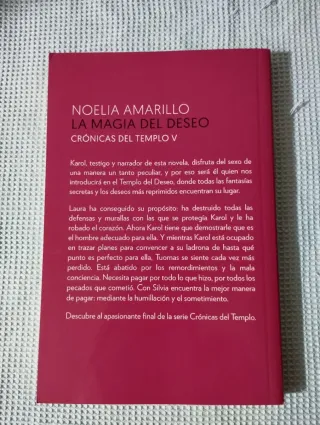 NOELIA AMARILLO
LA MAGIA DEL DESEO
CRÓNICAS DEL TEMPLO V
Karol, testigo y narrador de esta novela, disfruta del sexo de
una manera un tanto peculiar, y por eso será él quien nos
introducirá en el Templo del Deseo, donde todas las fantasías
secretas y los deseos más reprimidos encuentran su lugar.
Laura ha conseguido su propósito: ha destruido todas las
defensas y murallas con las que se protegía Karol y le ha
robado el corazón. Ahora Karol tiene que demostrarle que es
el hombre adecuado para ella. Y mientras Karol está ocupado
en trazar planes para convencer a su ladrona de hasta qué
punto es perfecto para ella, Tuomas se siente cada vez más
perdido. Está abatido por los remordimientos y la mala
conciencia. Necesita pagar por todo lo que hizo, por todos los
pecados que cometió. Con Silvia encuentra la mejor manera
de pagar: mediante la humillación y el sometimiento.
Descubre al apasionante final de la serie Crónicas del Templo.